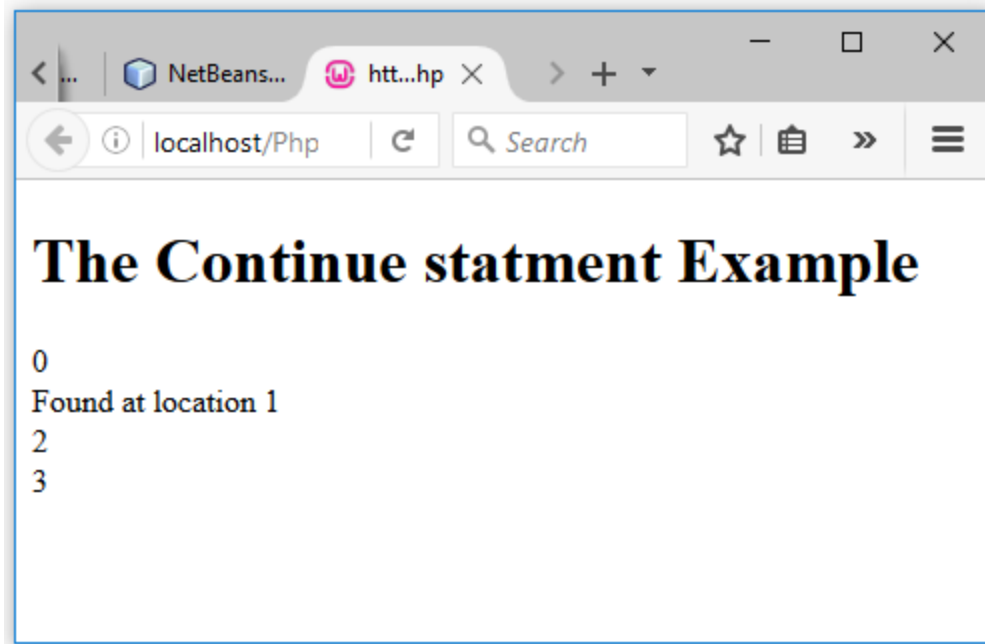 ...
NetBeans...
htt...hp
localhost/Php
Search
The Continue statment Example
0
Found at location 1
2
3